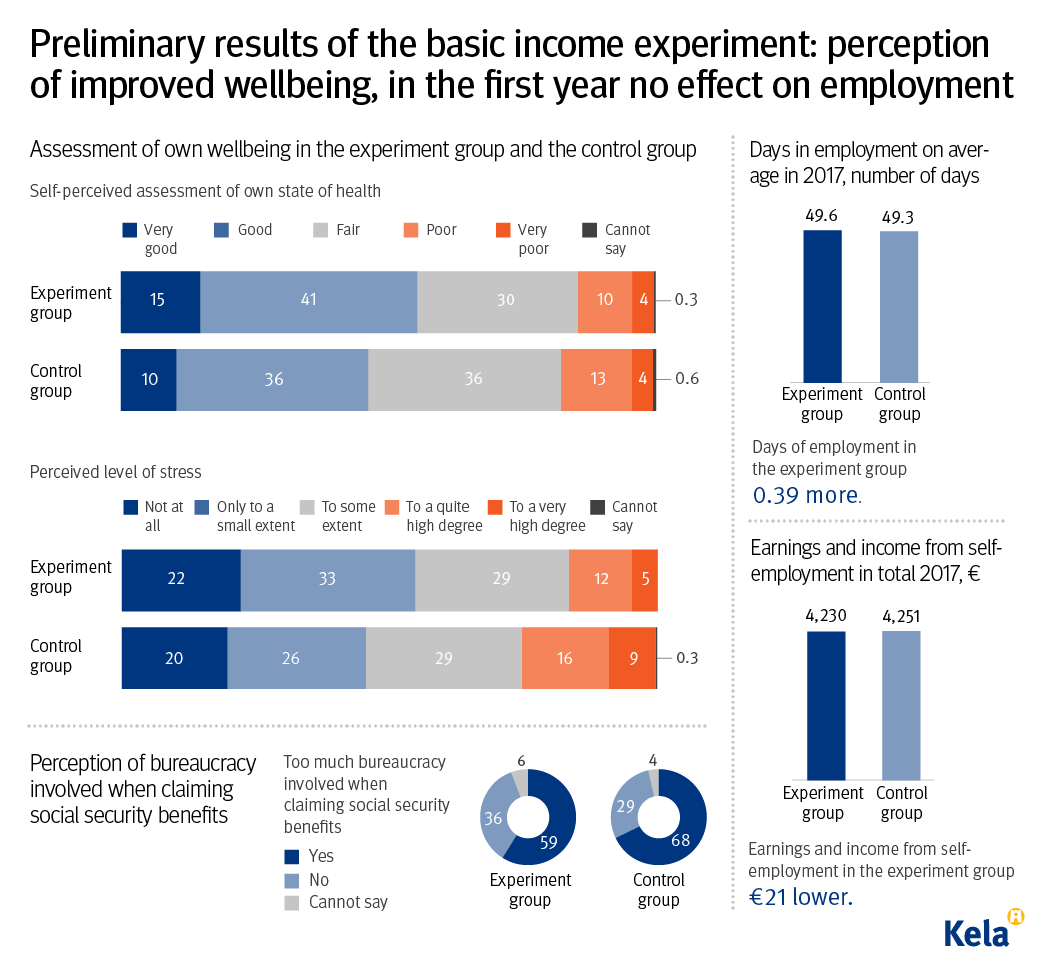 Preliminary results of the basic income experiment: perception
of improved wellbeing, in the first year no effect on employment
Assessment of own wellbeing in the experiment group and the control group
Self-perceived assessment of own state of health
Very good
Good
Fair
Poor
Very poor
Cannot say
Experiment group
15 41 30 10 4 0.3
Control group
10 36 36 13 4 0.6
Perceived level of stress
Not at all
Only to a small extent
To some extent
To a quite high degree
To a very high degree
Cannot say
Experiment group
22 33 29 12 5
Control group
20 26 29 16 9 0.3
Perception of bureaucracy
involved when claiming
social security benefits
Too much bureaucracy
involved when
claiming social security
benefits
Yes
No
Cannot say
6
36
59
Experiment
group
4
29
68
Control
group
Days in employment on aver-
age in 2017, number of days
49.6 49.3
Experiment group
Control group
Days of employment in
the experiment group
0.39 more.
Earnings and income from self-
employment in total 2017, €
4,230 4,251
Experiment group
Control group
Earnings and income from self-
employment in the experiment group
€21 lower.
Kela